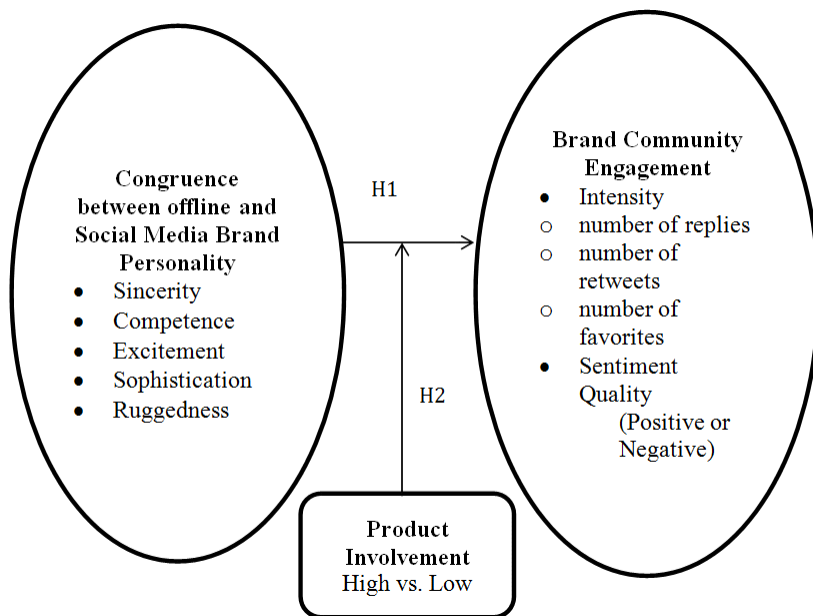 Congruence
between offline and
Social Media Brand
Personality
● Sincerity
● Competence
● Excitement
● Sophistication
● Ruggedness
H1
H2
Brand Community
Engagement
● Intensity
○ number of replies
○ number of
retweets
○ number of
favorites
● Sentiment
Quality
(Positive or
Negative)
Product
Involvement
High vs. Low